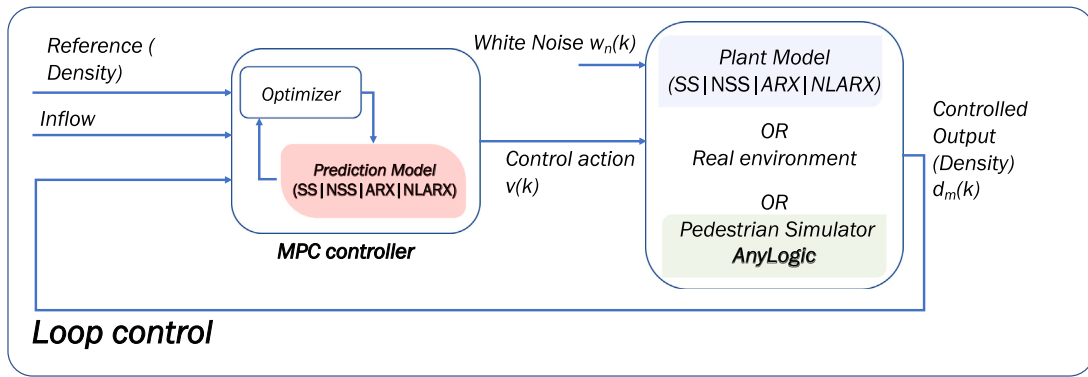 Reference (
Density)
Inflow
Optimizer
Prediction Model
(SS|NSS|ARX|NLARX)
MPC controller
White Noise wn(k)
Control action
v(k)
Plant Model
(SS|NSS|ARX|NLARX)
OR
Real environment
OR
Pedestrian Simulator
AnyLogic
Controlled
Output
(Density)
dm(k)
Loop control